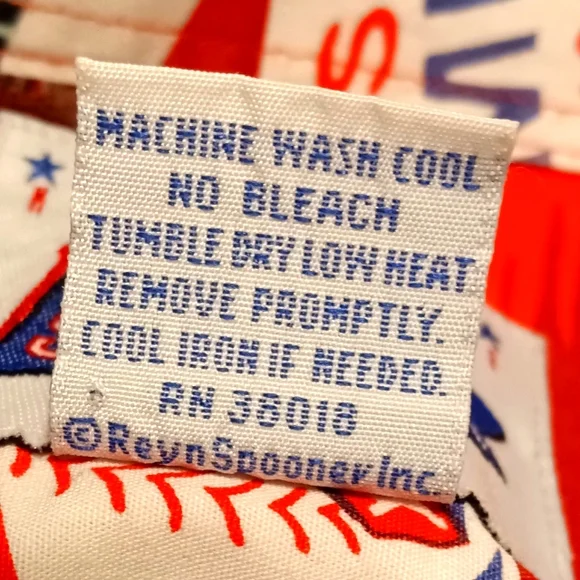 MACHINE WASH COOL
NO BLEACH
TUMBLE DRY LOW HEAT
REMOVE PROMPTLY.
COOL IRON IF NEEDED.
RN 38018
©Reyn Spooner Inc.